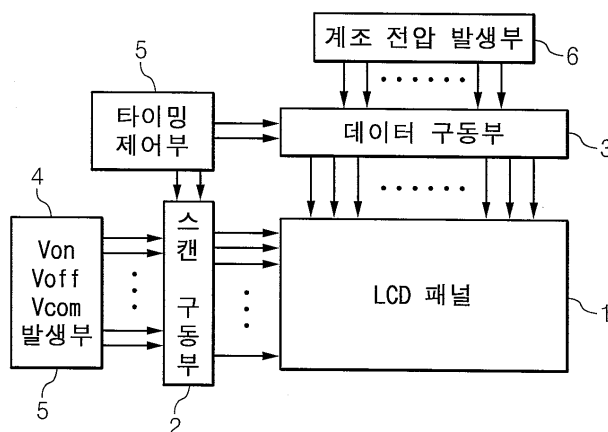 계조 전압 발생부
6
5
타이밍
제어부
데이터 구동부
3
4
Von
Voff
Vcom
발생부
5
스캔 구동부
2
LCD 패널
1